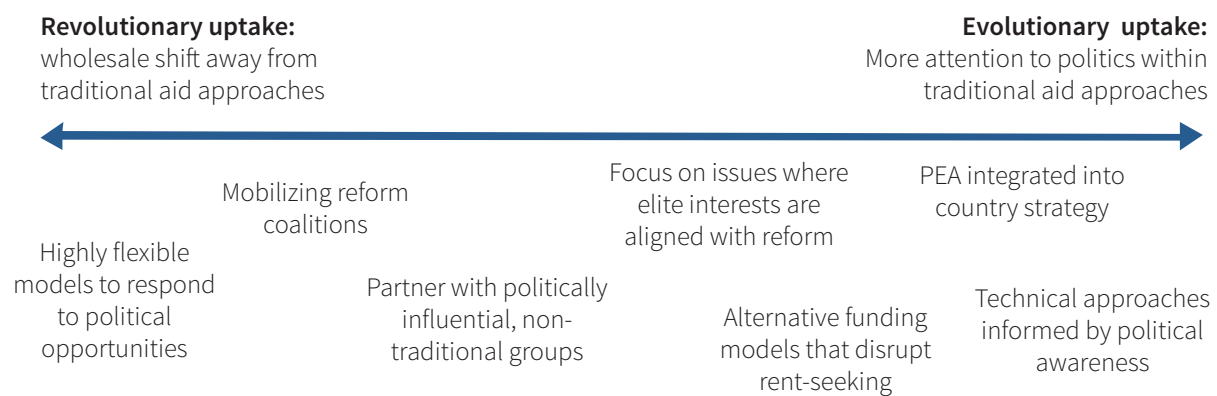 Revolutionary uptake:
wholesale shift away from
traditional aid approaches
Evolutionary uptake:
More attention to politics within
traditional aid approaches
Highly flexible
models to respond
to political
opportunities
Mobilizing reform
coalitions
Partner with politically
influential, non-
traditional groups
Focus on issues where
elite interests are
aligned with reform
Alternative funding
models that disrupt
rent-seeking
PEA integrated into
country strategy
Technical approaches
informed by political
awareness